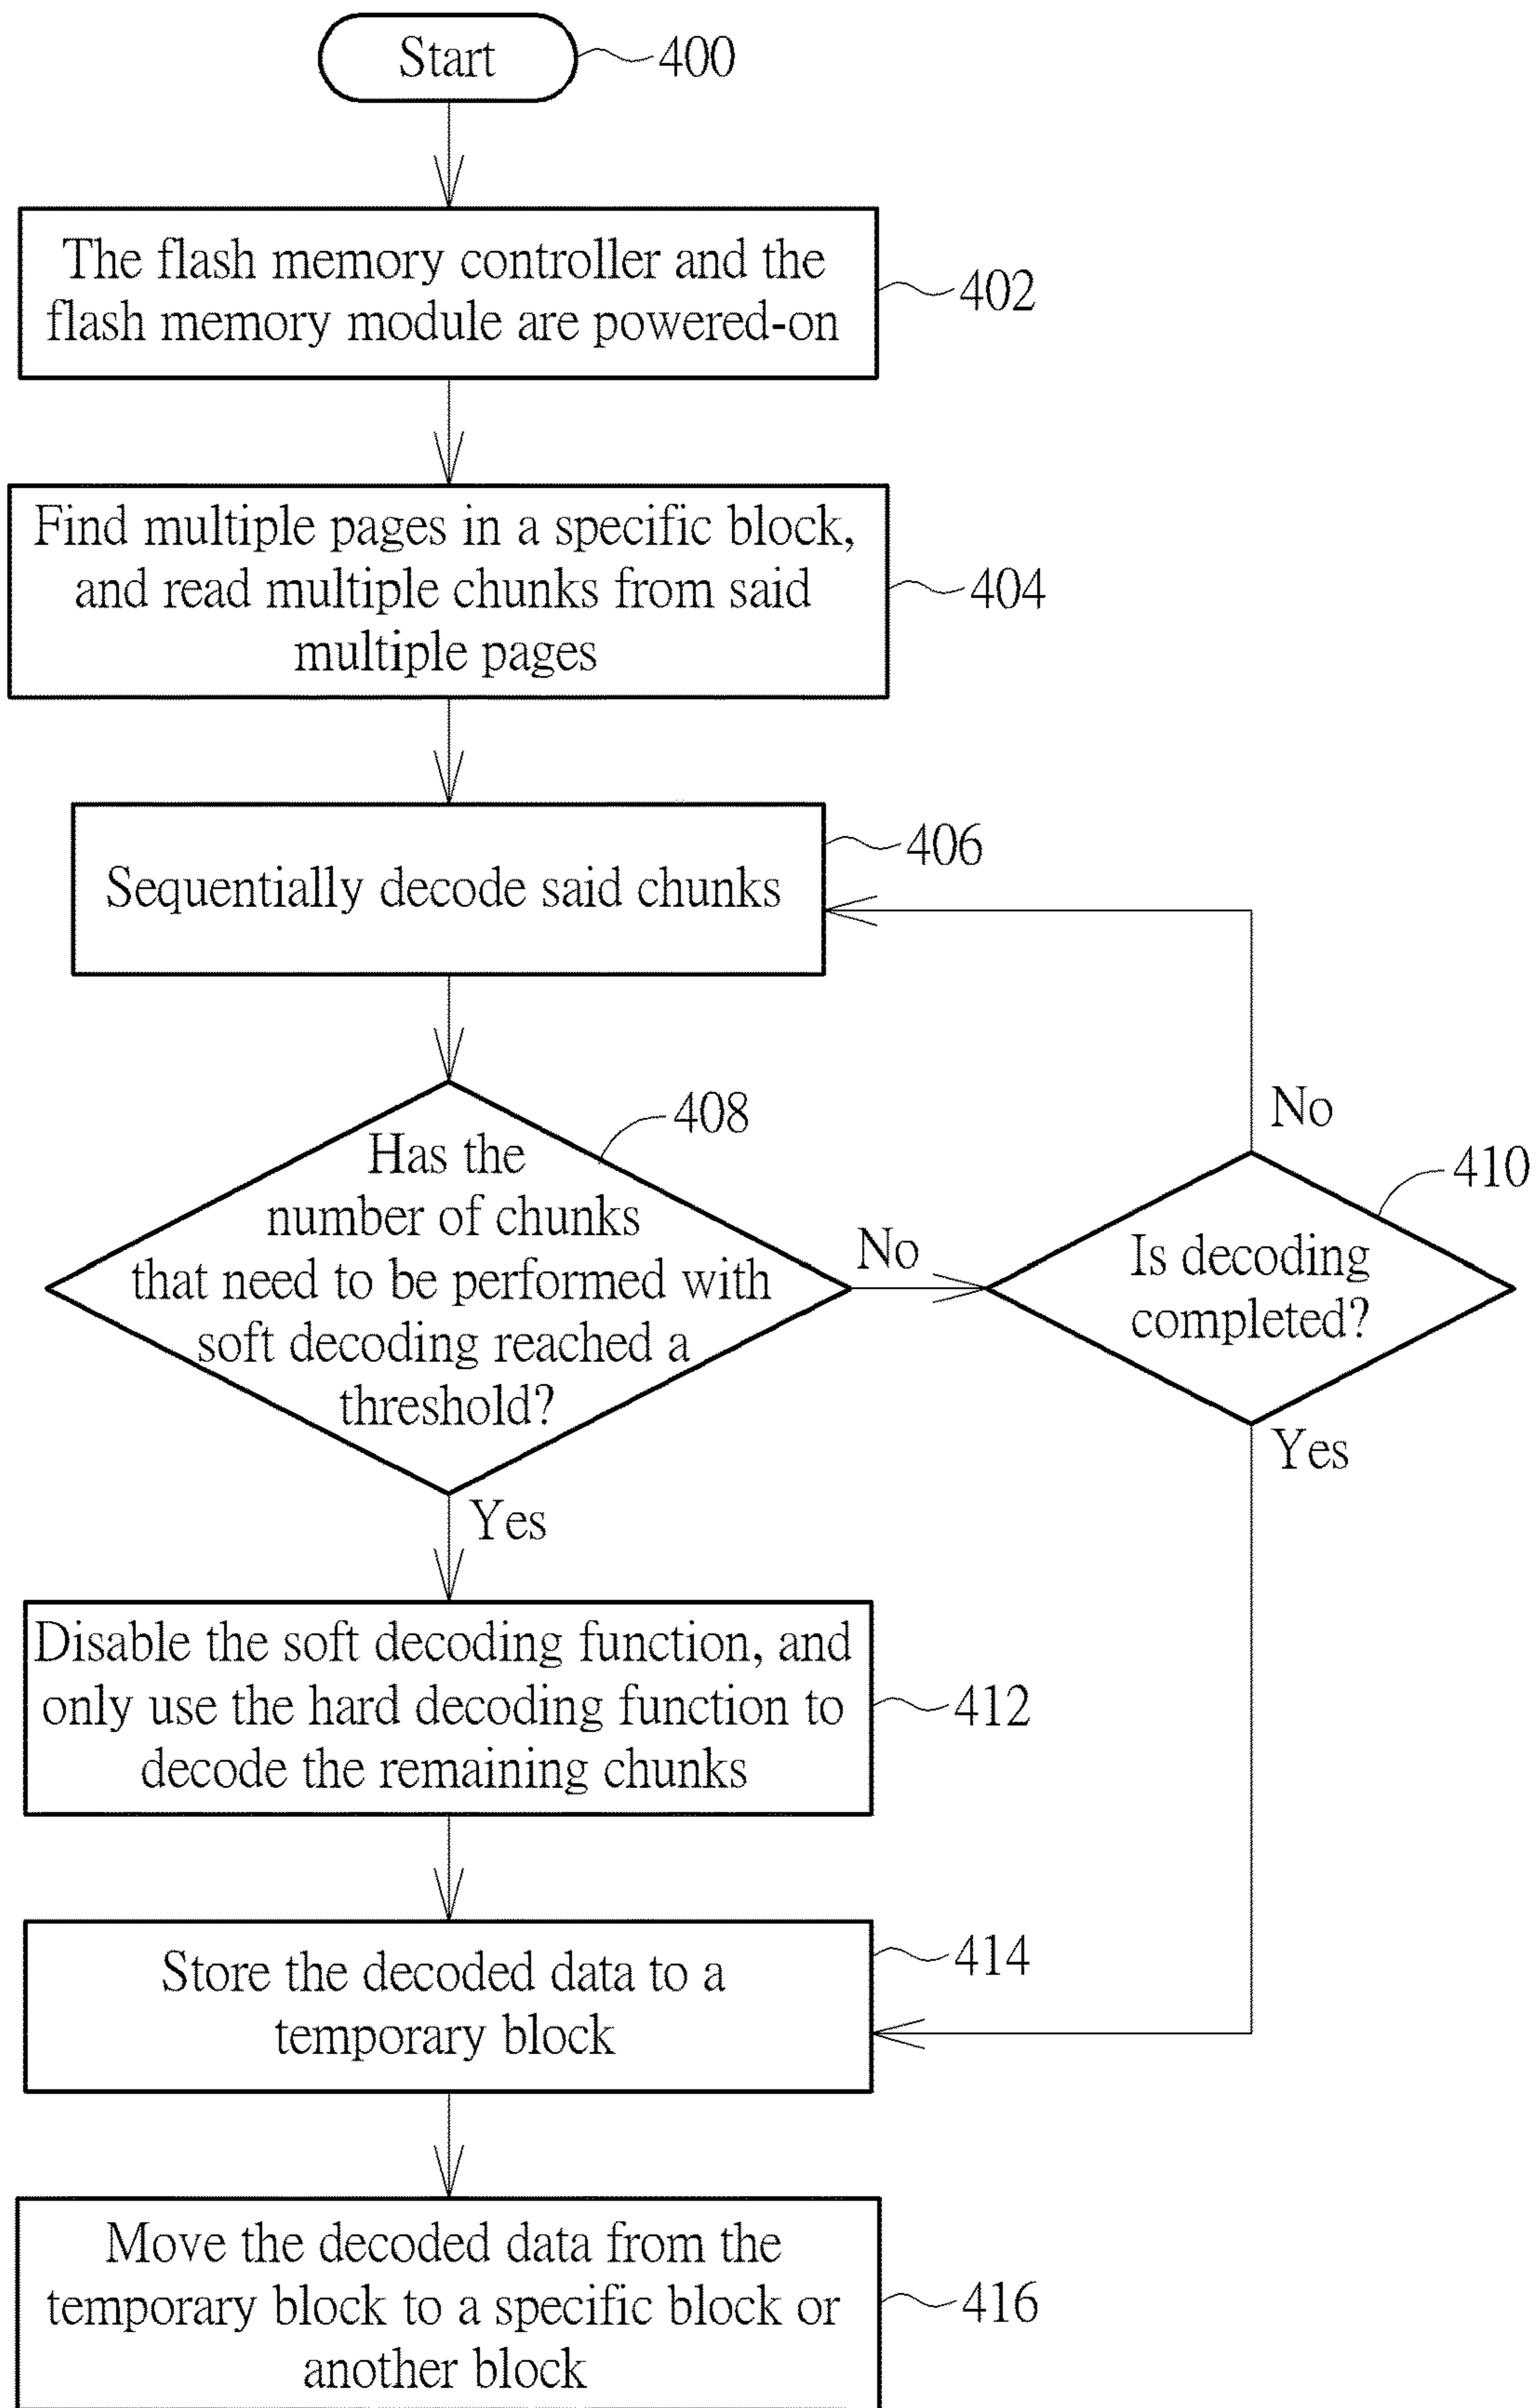 Start
400
The flash memory controller and the
flash memory module are powered-on
402
Find multiple pages in a specific block,
and read multiple chunks from said
multiple pages
404
Sequentially decode said chunks
406
Has the
number of chunks
that need to be performed with
soft decoding reached a
threshold?
408
No
Is decoding
completed?
410
No
Yes
Yes
Disable the soft decoding function, and
only use the hard decoding function to
decode the remaining chunks
412
Store the decoded data to a
temporary block
414
Move the decoded data from the
temporary block to a specific block or
another block
416